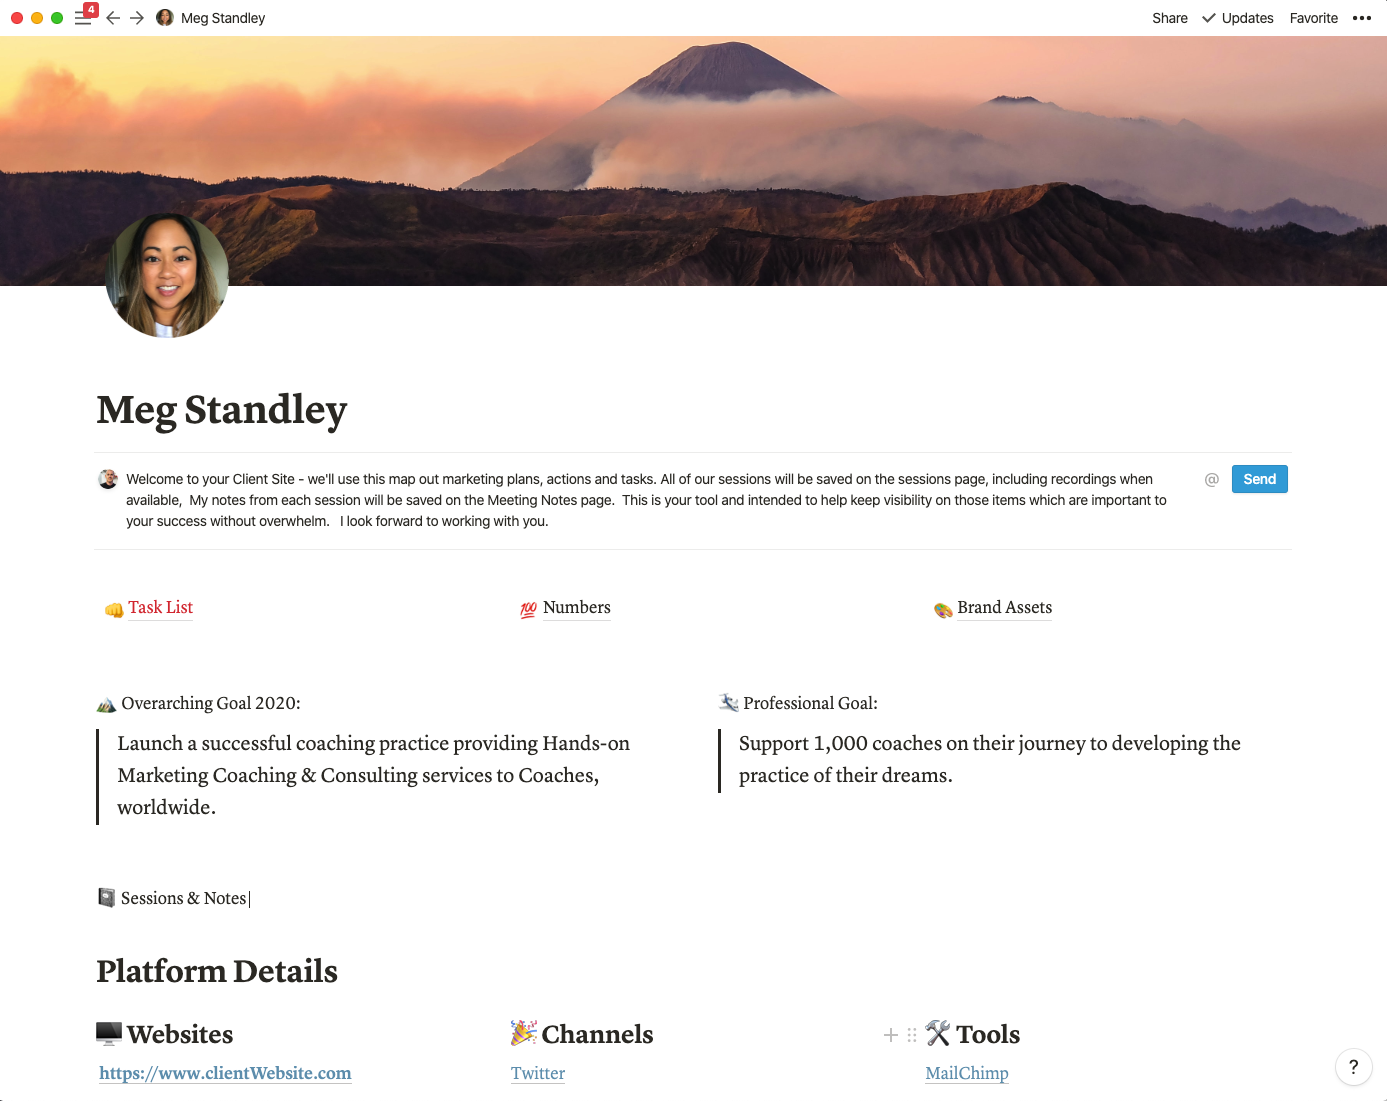 4
Meg Standley
Share
Updates
Favorite
Meg Standley
Welcome to your Client Site - we'll use this map out marketing plans, actions and tasks. All of our sessions will be saved on the sessions page, including recordings when
available,  My notes from each session will be saved on the Meeting Notes page.  This is your tool and intended to help keep visibility on those items which are important to
your success without overwhelm.   I look forward to working with you.
@
Send
👊 Task List
💯 Numbers
🎨 Brand Assets
🏔 Overarching Goal 2020:
Launch a successful coaching practice providing Hands-on
Marketing Coaching & Consulting services to Coaches,
worldwide.
Professional Goal:
Support 1,000 coaches on their journey to developing the
practice of their dreams.
Sessions & Notes
Platform Details
🖥 Websites
https://www.clientWebsite.com
🎉 Channels
Twitter
🛠 Tools
MailChimp
?